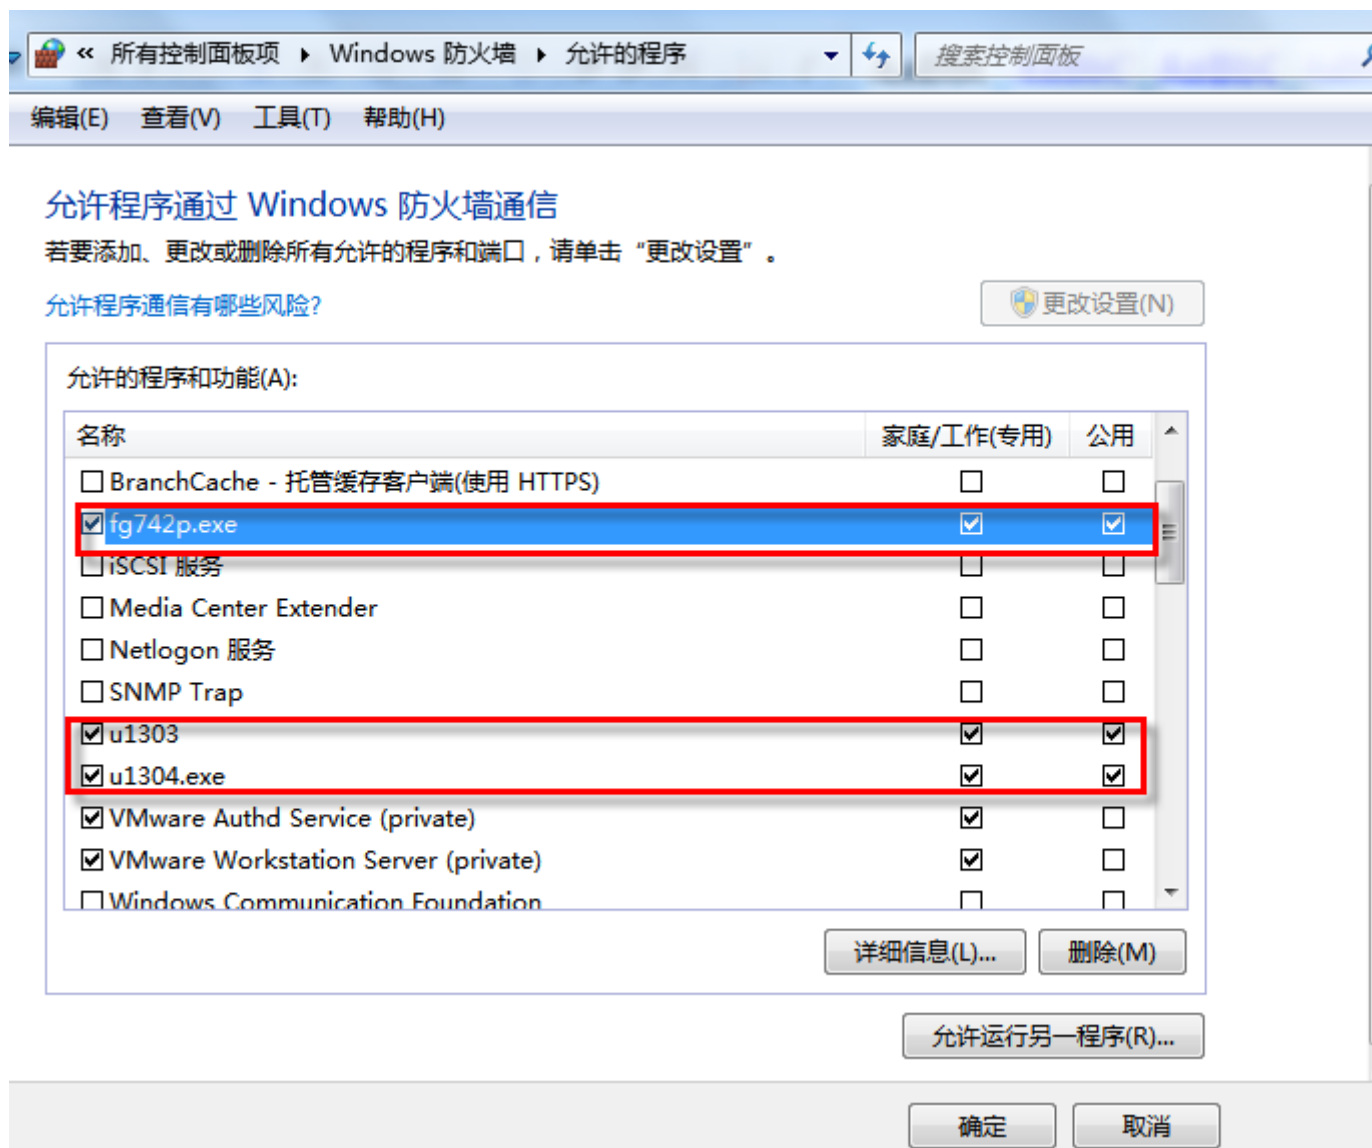 « 所有控制面板项 ▸ Windows 防火墙 ▸ 允许的程序 搜索控制面板
编辑(E) 查看(V) 工具(T) 帮助(H)
允许程序通过 Windows 防火墙通信
若要添加、更改或删除所有允许的程序和端口，请单击“更改设置”。
允许程序通信有哪些风险? 更改设置(N)
允许的程序和功能(A):
名称 家庭/工作(专用) 公用
BranchCache - 托管缓存客户端(使用 HTTPS)
fg742p.exe
iSCSI 服务
Media Center Extender
Netlogon 服务
SNMP Trap
u1303
u1304.exe
VMware Authd Service (private)
VMware Workstation Server (private)
Windows Communication Foundation
详细信息(L)... 删除(M)
允许运行另一程序(R)...
确定 取消